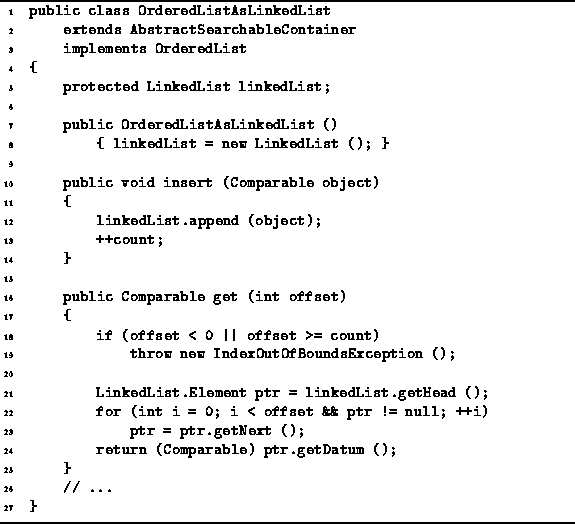 1 public class OrderedListAsLinkedList
2     extends AbstractSearchableContainer
3     implements OrderedList
4 {
5     protected LinkedList linkedList;
6
7     public OrderedListAsLinkedList ()
8         { linkedList = new LinkedList (); }
9
10     public void insert (Comparable object)
11     {
12         linkedList.append (object);
13         ++count;
14     }
15
16     public Comparable get (int offset)
17     {
18         if (offset < 0 || offset >= count)
19             throw new IndexOutOfBoundsException ();
20
21         LinkedList.Element ptr = linkedList.getHead ();
22         for (int i = 0; i < offset && ptr != null; ++i)
23             ptr = ptr.getNext ();
24         return (Comparable) ptr.getDatum ();
25     }
26     // ...
27 }